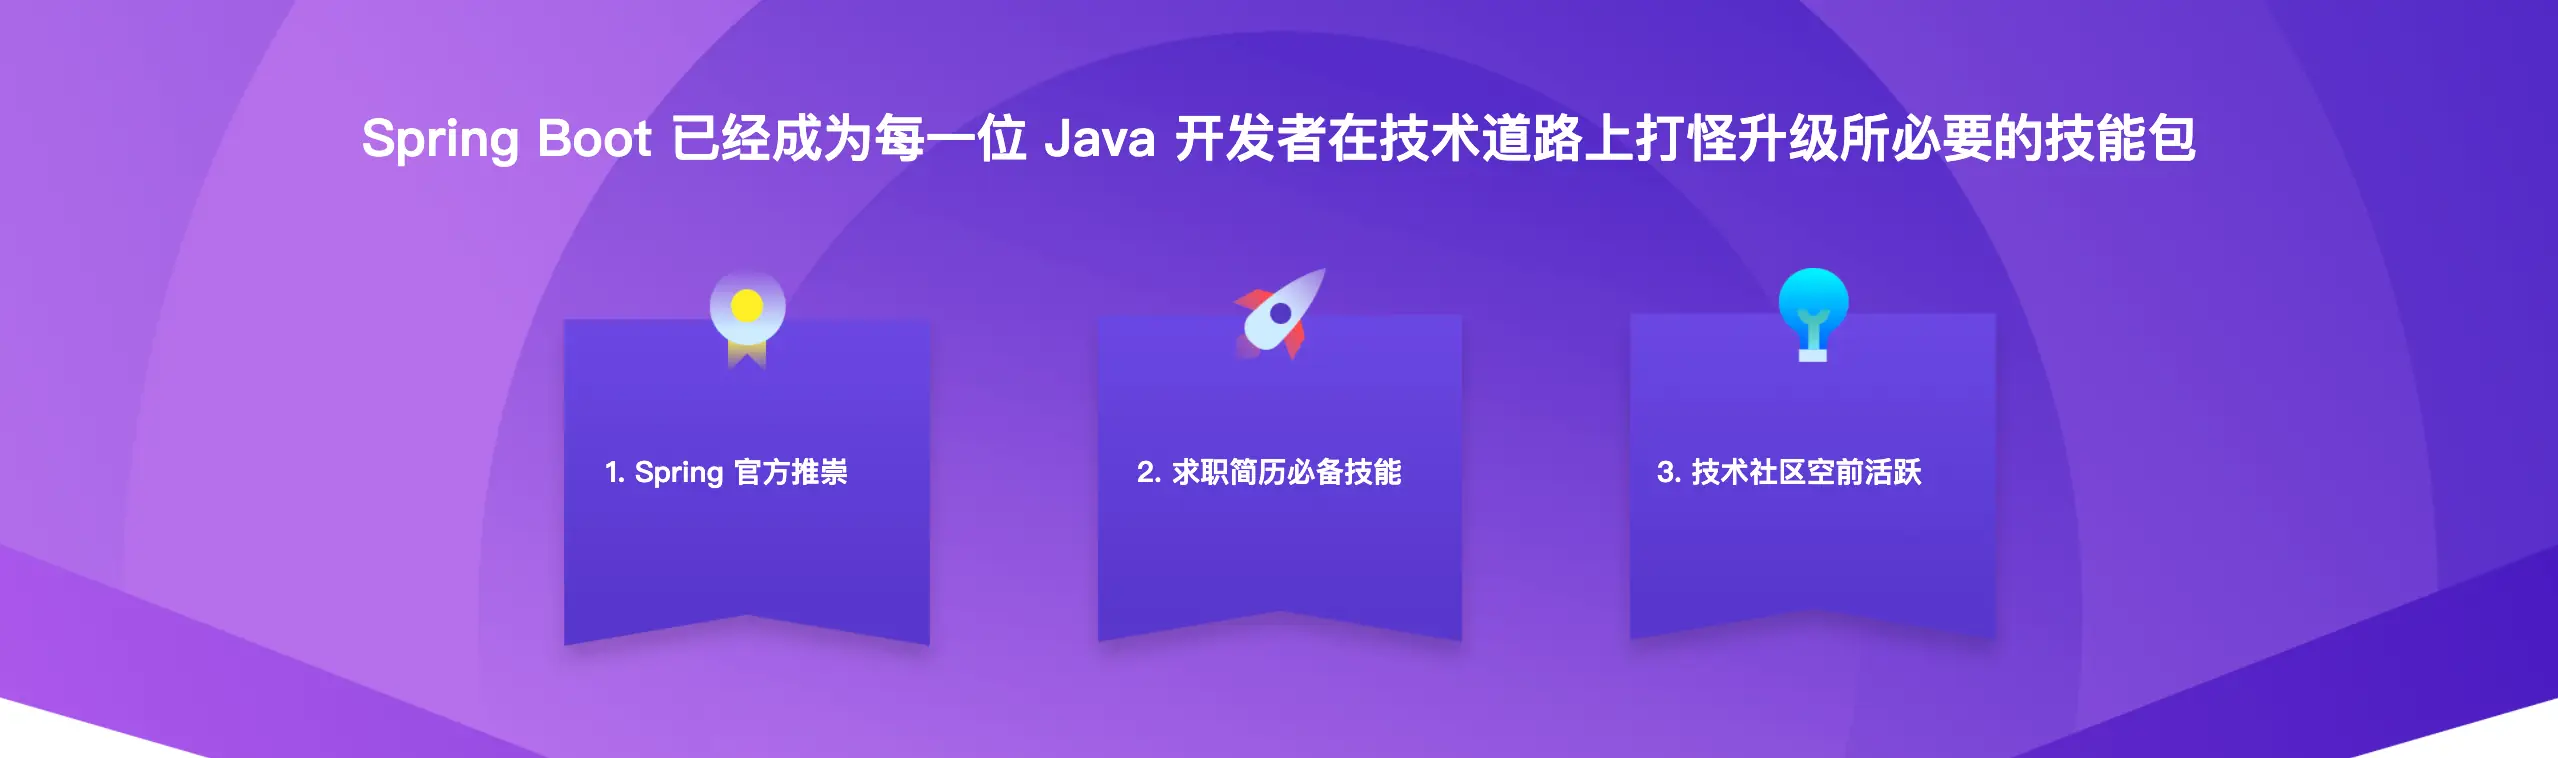 Spring Boot 已经成为每一位 Java 开发者在技术道路上打怪升级所必要的技能包
1. Spring 官方推崇
2. 求职简历必备技能
3. 技术社区空前活跃